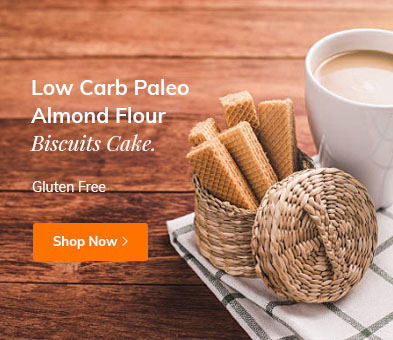 Low Carb Paleo
Almond Flour
Biscuits Cake.
Gluten Free
Shop Now >